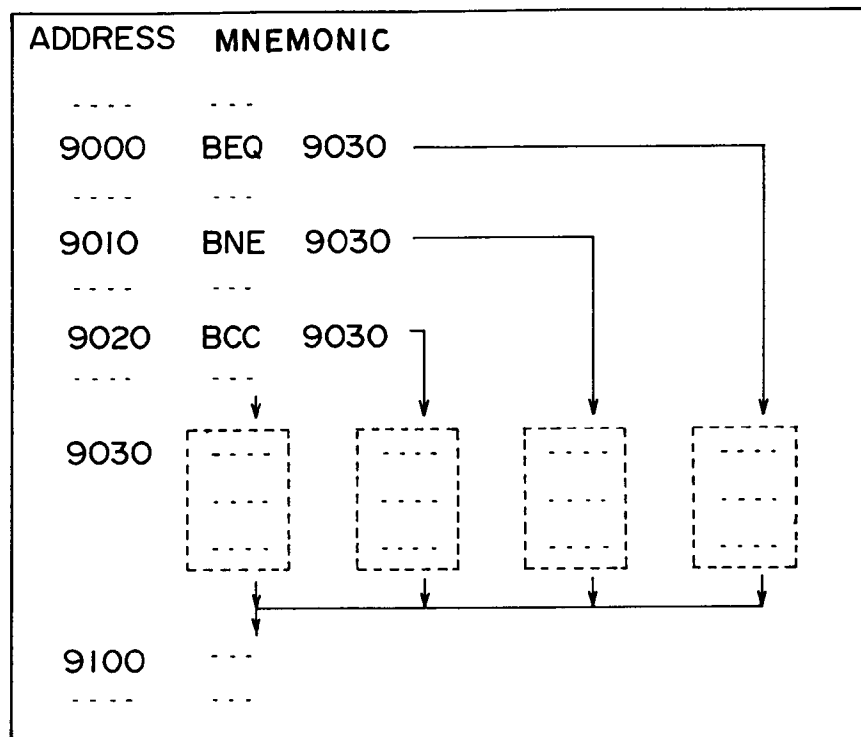 ADDRESS MNEMONIC
---- ---
9000 BEQ 9030
---- ---
9010 BNE 9030
---- ---
9020 BCC 9030
---- ---
9030 ---- ---- ---- ----
---- ---- ---- ----
---- ---- ---- ----
9100 ---
---- ---